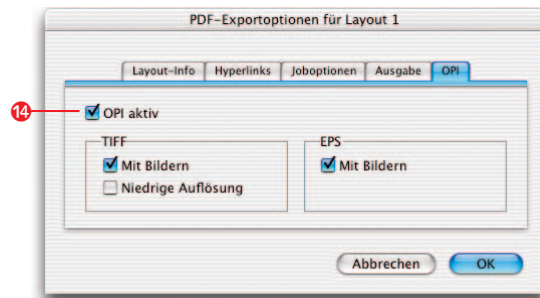 PDF-Exportoptionen für Layout 1
Layout-Info Hyperlinks Joboptionen Ausgabe OPI
14 OPI aktiv
TIFF EPS
Mit Bildern Mit Bildern
Niedrige Auflösung
Abbrechen OK